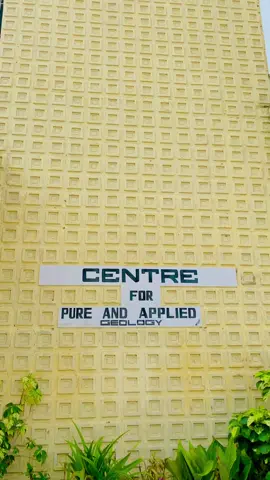 CENTRE
FOR
PURE AND APPLIED
GEOLOGY